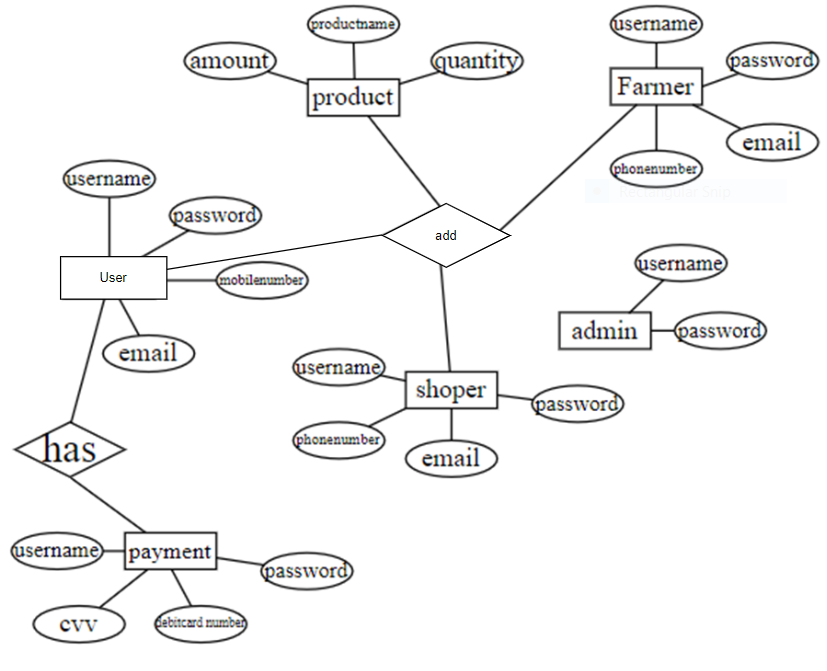 productname
username
amount
quantity
password
product
Farmer
email
phonenumber
username
password
add
User
mobilenumber
username
email
admin
password
username
shoper
password
phonenumber
email
has
username
payment
password
cvv
debitcard number